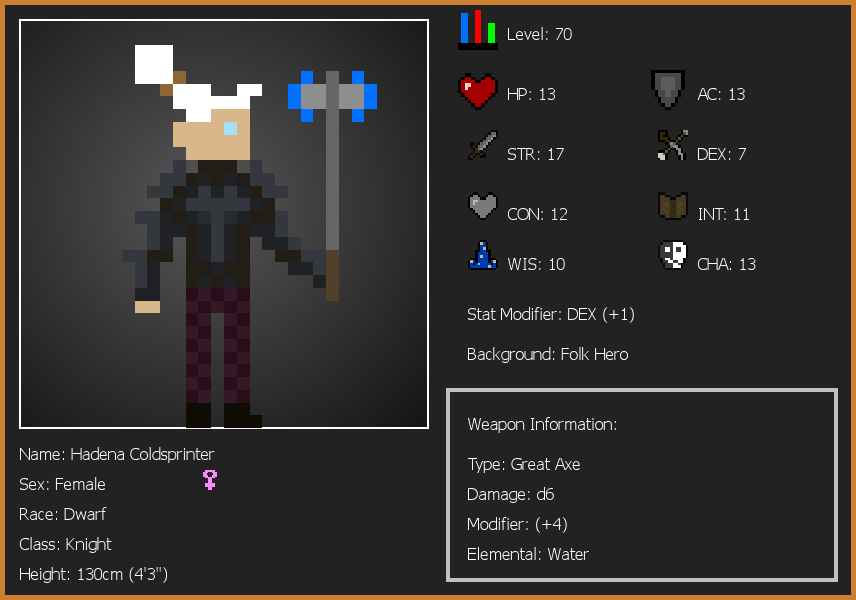 Level: 70
HP: 13
AC: 13
STR: 17
DEX: 7
CON: 12
INT: 11
WIS: 10
CHA: 13
Stat Modifier: DEX (+1)
Background: Folk Hero
Weapon Information:
Type: Great Axe
Damage: d6
Modifier: (+4)
Elemental: Water
Name: Hadena Coldsprinter
Sex: Female
Race: Dwarf
Class: Knight
Height: 130cm (4'3")